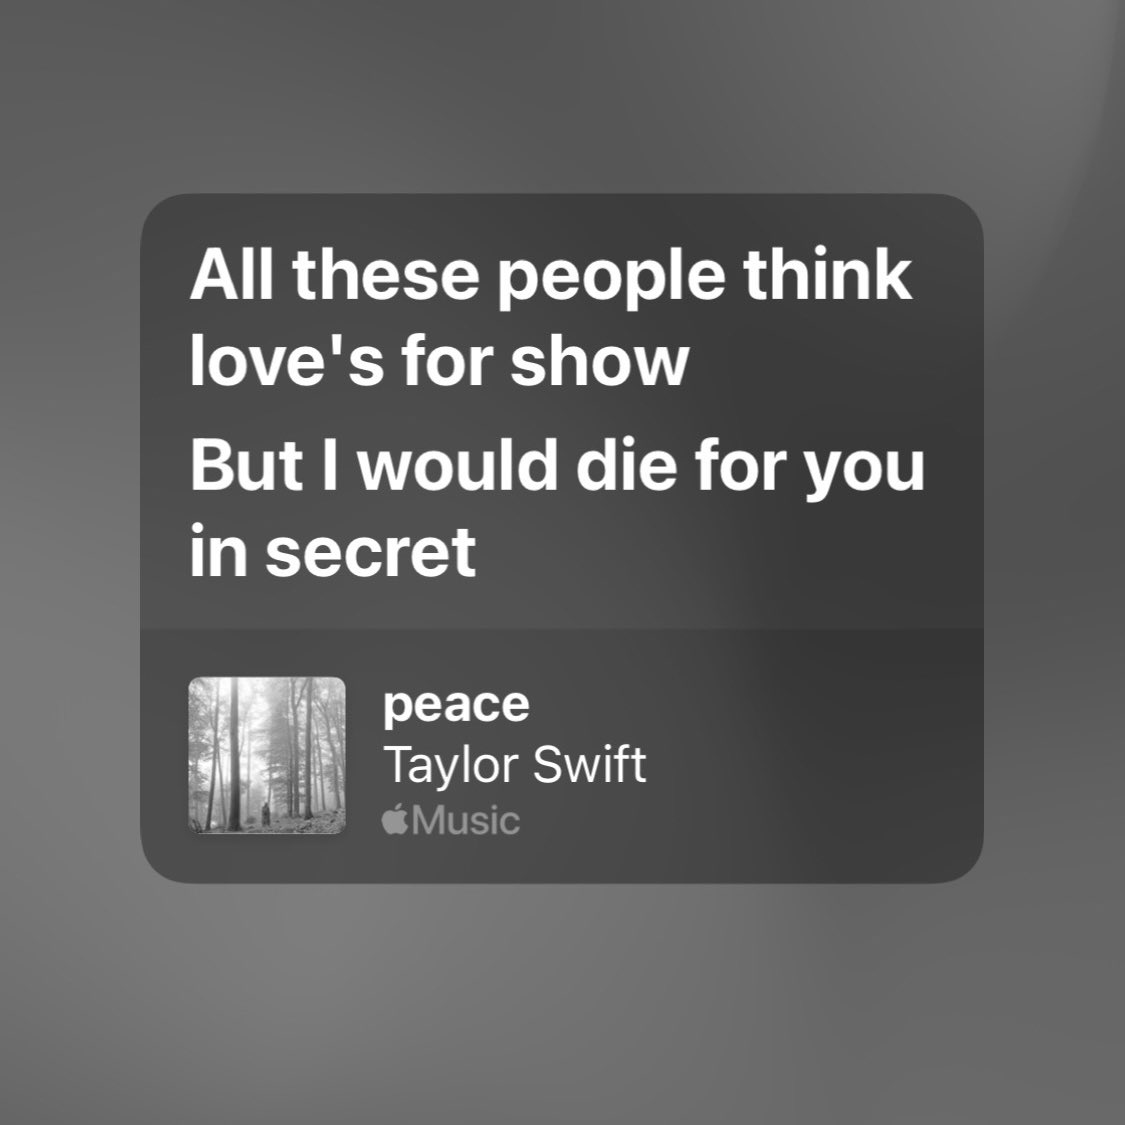 All these people think
love's for show
But I would die for you
in secret
peace
Taylor Swift
Music